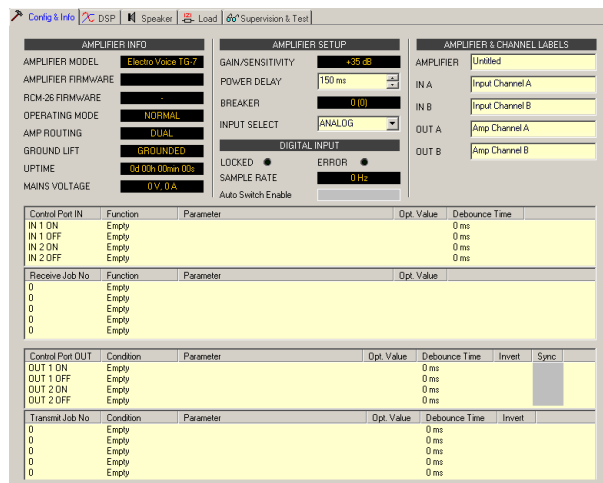 Config & Info DSP Speaker Load Supervision & Test
AMPLIFIER INFO
AMPLIFIER MODEL Electro Voice TG-7
AMPLIFIER FIRMWARE
RCM-26 FIRMWARE -
OPERATING MODE NORMAL
AMP ROUTING DUAL
GROUND LIFT GROUNDED
UPTIME 0d 00h 00min 00s
MAINS VOLTAGE 0 V, 0 A
AMPLIFIER SETUP
GAIN/SENSITIVITY +35 dB
POWER DELAY 150 ms
BREAKER 0 (0)
INPUT SELECT ANALOG
DIGITAL INPUT
LOCKED ERROR
SAMPLE RATE 0 Hz
Auto Switch Enable
AMPLIFIER & CHANNEL LABELS
AMPLIFIER Untitled
IN A Input Channel A
IN B Input Channel B
OUT A Amp Channel A
OUT B Amp Channel B
Control Port IN Function Parameter Opt. Value Debounce Time
IN 1 ON Empty 0 ms
IN 1 OFF Empty 0 ms
IN 2 ON Empty 0 ms
IN 2 OFF Empty 0 ms
Receive Job No Function Parameter Opt. Value
0 Empty
0 Empty
0 Empty
0 Empty
0 Empty
Control Port OUT Condition Parameter Opt. Value Debounce Time Invert Sync
OUT 1 ON Empty 0 ms
OUT 1 OFF Empty 0 ms
OUT 2 ON Empty 0 ms
OUT 2 OFF Empty 0 ms
Transmit Job No Condition Parameter Opt. Value Debounce Time Invert
0 Empty 0 ms
0 Empty 0 ms
0 Empty 0 ms
0 Empty 0 ms
0 Empty 0 ms